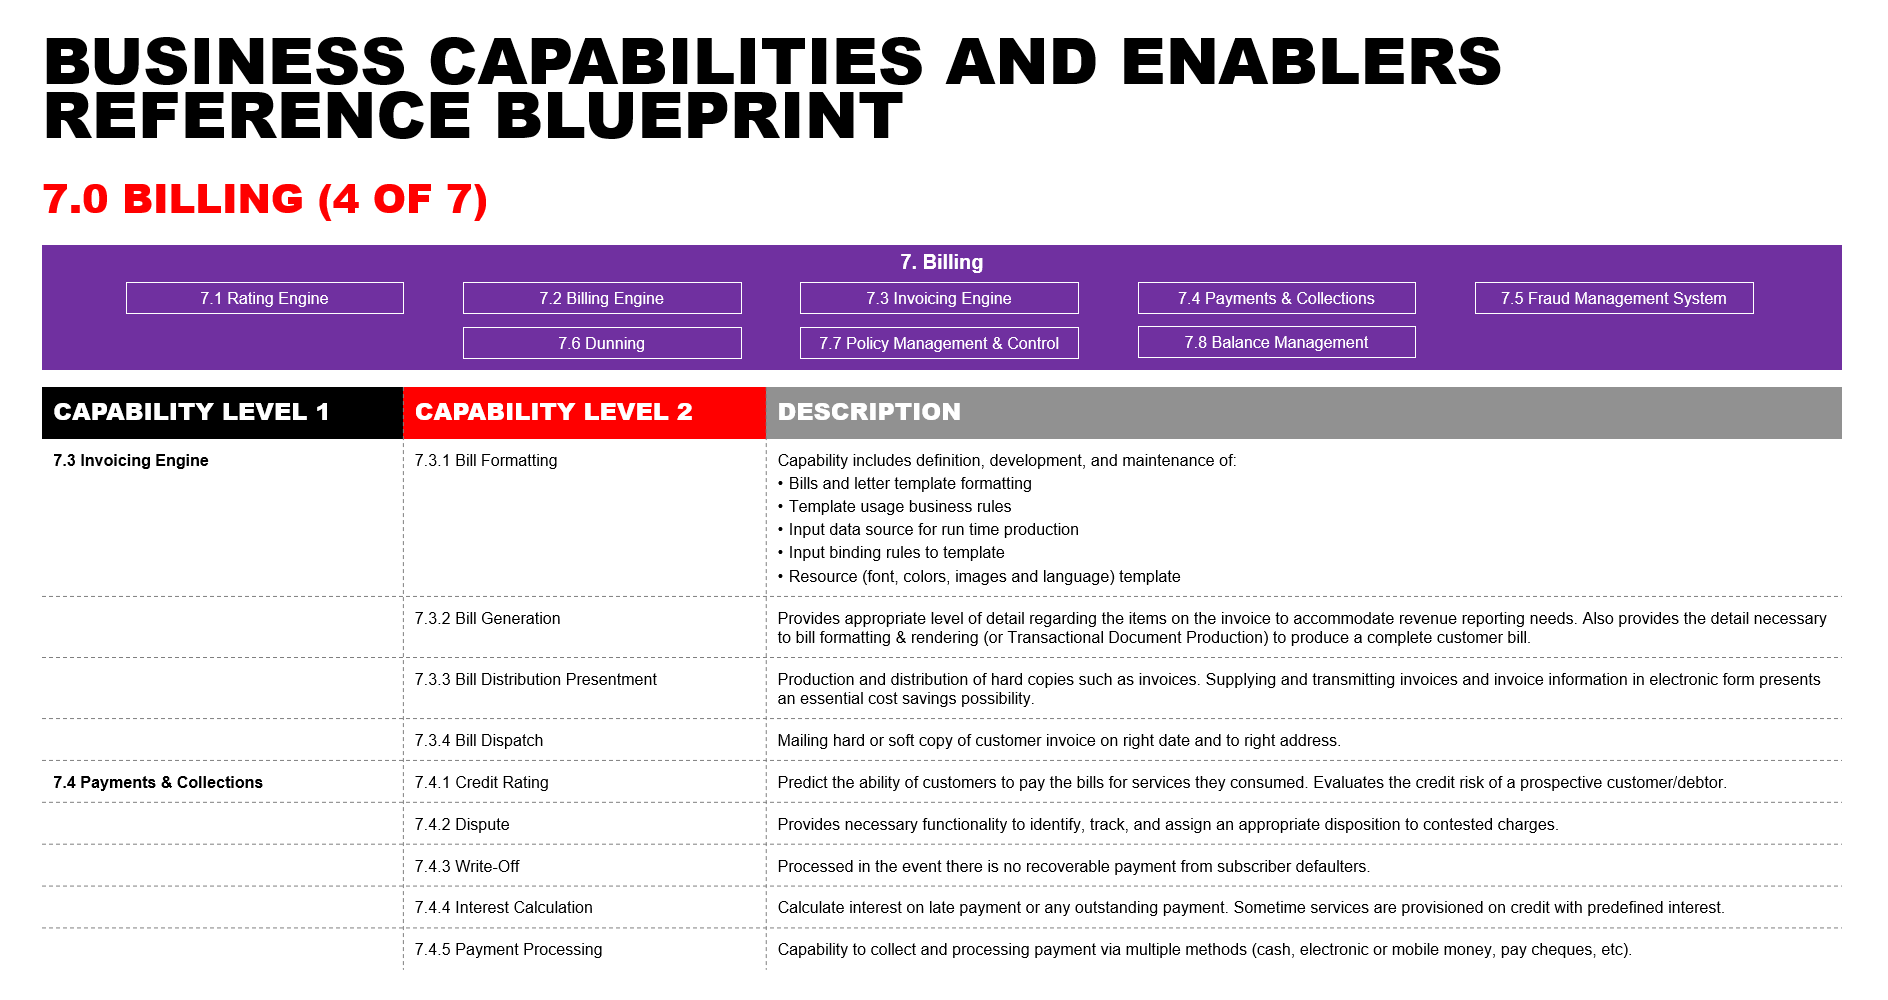 BUSINESS CAPABILITIES AND ENABLERS
REFERENCE BLUEPRINT
7.0 BILLING (4 OF 7)
7. Billing
7.1 Rating Engine
7.2 Billing Engine
7.3 Invoicing Engine
7.4 Payments & Collections
7.5 Fraud Management System
7.6 Dunning
7.7 Policy Management & Control
7.8 Balance Management
CAPABILITY LEVEL 1
CAPABILITY LEVEL 2
DESCRIPTION
7.3 Invoicing Engine
7.3.1 Bill Formatting
Capability includes definition, development, and maintenance of:
• Bills and letter template formatting
• Template usage business rules
• Input data source for run time production
• Input binding rules to template
• Resource (font, colors, images and language) template
7.3.2 Bill Generation
Provides appropriate level of detail regarding the items on the invoice to accommodate revenue reporting needs. Also provides the detail necessary
to bill formatting & rendering (or Transactional Document Production) to produce a complete customer bill.
7.3.3 Bill Distribution Presentment
Production and distribution of hard copies such as invoices. Supplying and transmitting invoices and invoice information in electronic form presents
an essential cost savings possibility.
7.3.4 Bill Dispatch
Mailing hard or soft copy of customer invoice on right date and to right address.
7.4 Payments & Collections
7.4.1 Credit Rating
Predict the ability of customers to pay the bills for services they consumed. Evaluates the credit risk of a prospective customer/debtor.
7.4.2 Dispute
Provides necessary functionality to identify, track, and assign an appropriate disposition to contested charges.
7.4.3 Write-Off
Processed in the event there is no recoverable payment from subscriber defaulters.
7.4.4 Interest Calculation
Calculate interest on late payment or any outstanding payment. Sometime services are provisioned on credit with predefined interest.
7.4.5 Payment Processing
Capability to collect and processing payment via multiple methods (cash, electronic or mobile money, pay cheques, etc).